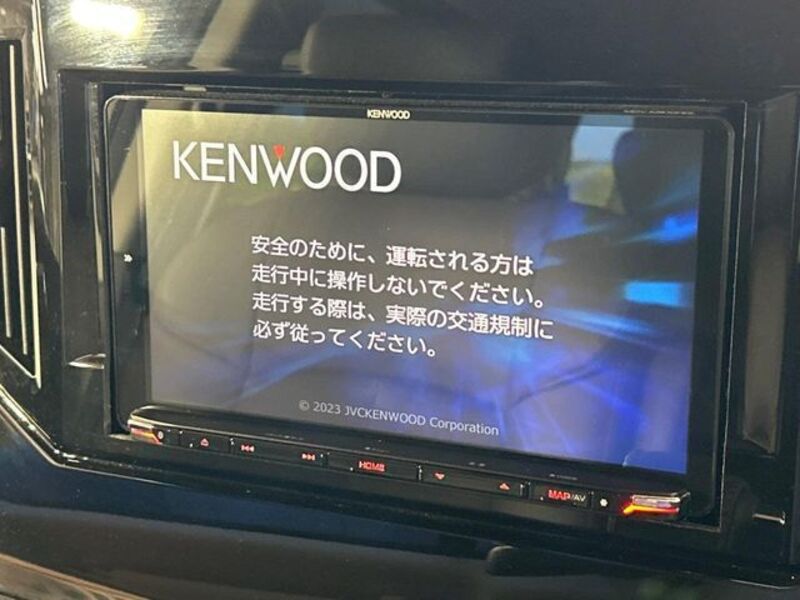 KENWOOD
KENWOOD
安全のために、運転される方は
走行中に操作しないでください。
走行する際は、実際の交通規制に
必ず従ってください。
© 2023 JVCKENWOOD Corporation
HOME
MAP/AV